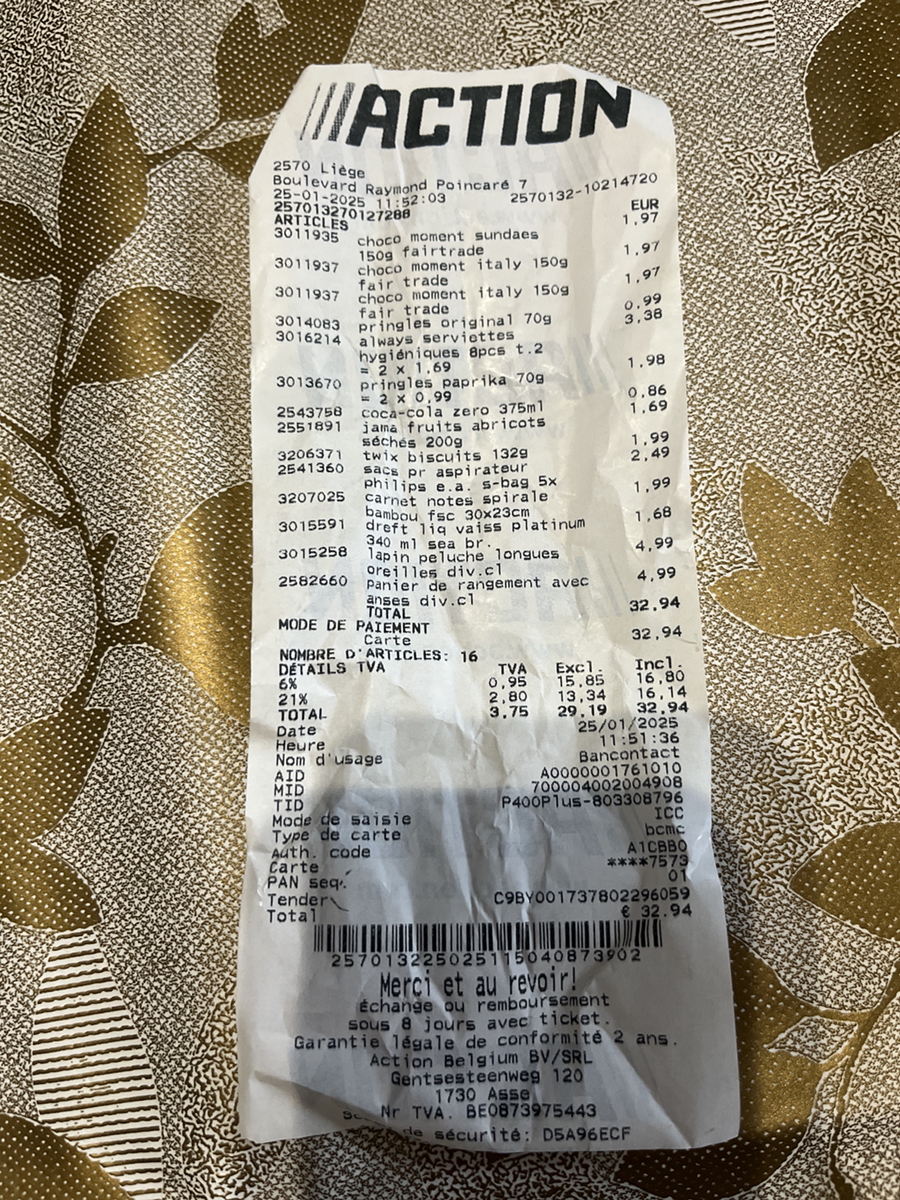 ACTION
2570 Liège
Boulevard Raymond Poincaré 7
25-01-2025 11:52:03 2570132-10214720
257013270127288 EUR
ARTICLES 1,97
3011935 choco moment sundaes
150g fairtrade 1,97
3011937 choco moment italy 150g
fair trade 1,97
3011937 choco moment italy 150g
fair trade 0,99
3014083 pringles original 70g 3,38
3016214 always serviettes
hygiéniques 8pcs t.2
= 2 x 1,69 1,98
3013670 pringles paprika 70g
= 2 x 0,99 0,86
2543758 coca-cola zero 375ml 1,69
2551891 jama fruits abricots
séchés 200g 1,99
3206371 twix biscuits 132g 2,49
2541360 sacs pr aspirateur
philips e.a. s-bag 5x 1,99
3207025 carnet notes spirale
bambou fsc 30x23cm 1,68
3015591 dreft liq vaiss platinum
340 ml sea br. 4,99
3015258 lapin peluche longues
oreilles div.cl 4,99
2582660 panier de rangement avec
anses div.cl
TOTAL 32,94
MODE DE PAIEMENT
Carte 32,94
NOMBRE D'ARTICLES: 16
DÉTAILS TVA TVA Excl. Incl.
6% 0,95 15,85 16,80
21% 2,80 13,34 16,14
TOTAL 3,75 29,19 32,94
Date 25/01/2025
Heure 11:51:36
Nom d'usage Bancontact
AID A0000001761010
MID 700004002004908
TID P400Plus-803308796
Mode de saisie ICC
Type de carte bcmc
Auth. code A1CBB0
Carte ****7573
PAN seq. 01
Tender C9BY001737802296059
Total € 32.94
2570132250251150408739​02
Merci et au revoir!
échange ou remboursement
sous 8 jours avec ticket.
Garantie légale de conformité 2 ans.
Action Belgium BV/SRL
Gentsesteenweg 120
1730 Asse
Nr TVA. BE0873975443
de sécurité: D5A96ECF